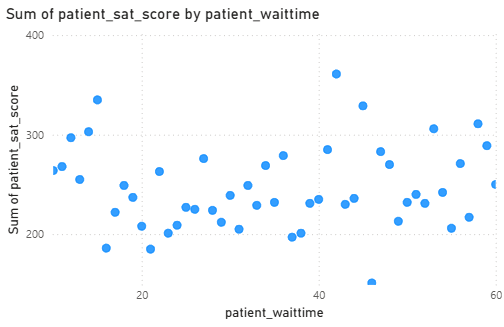 Sum of patient_sat_score by patient_waittime
400
300
200
Sum of patient_sat_score
20
40
60
patient_waittime